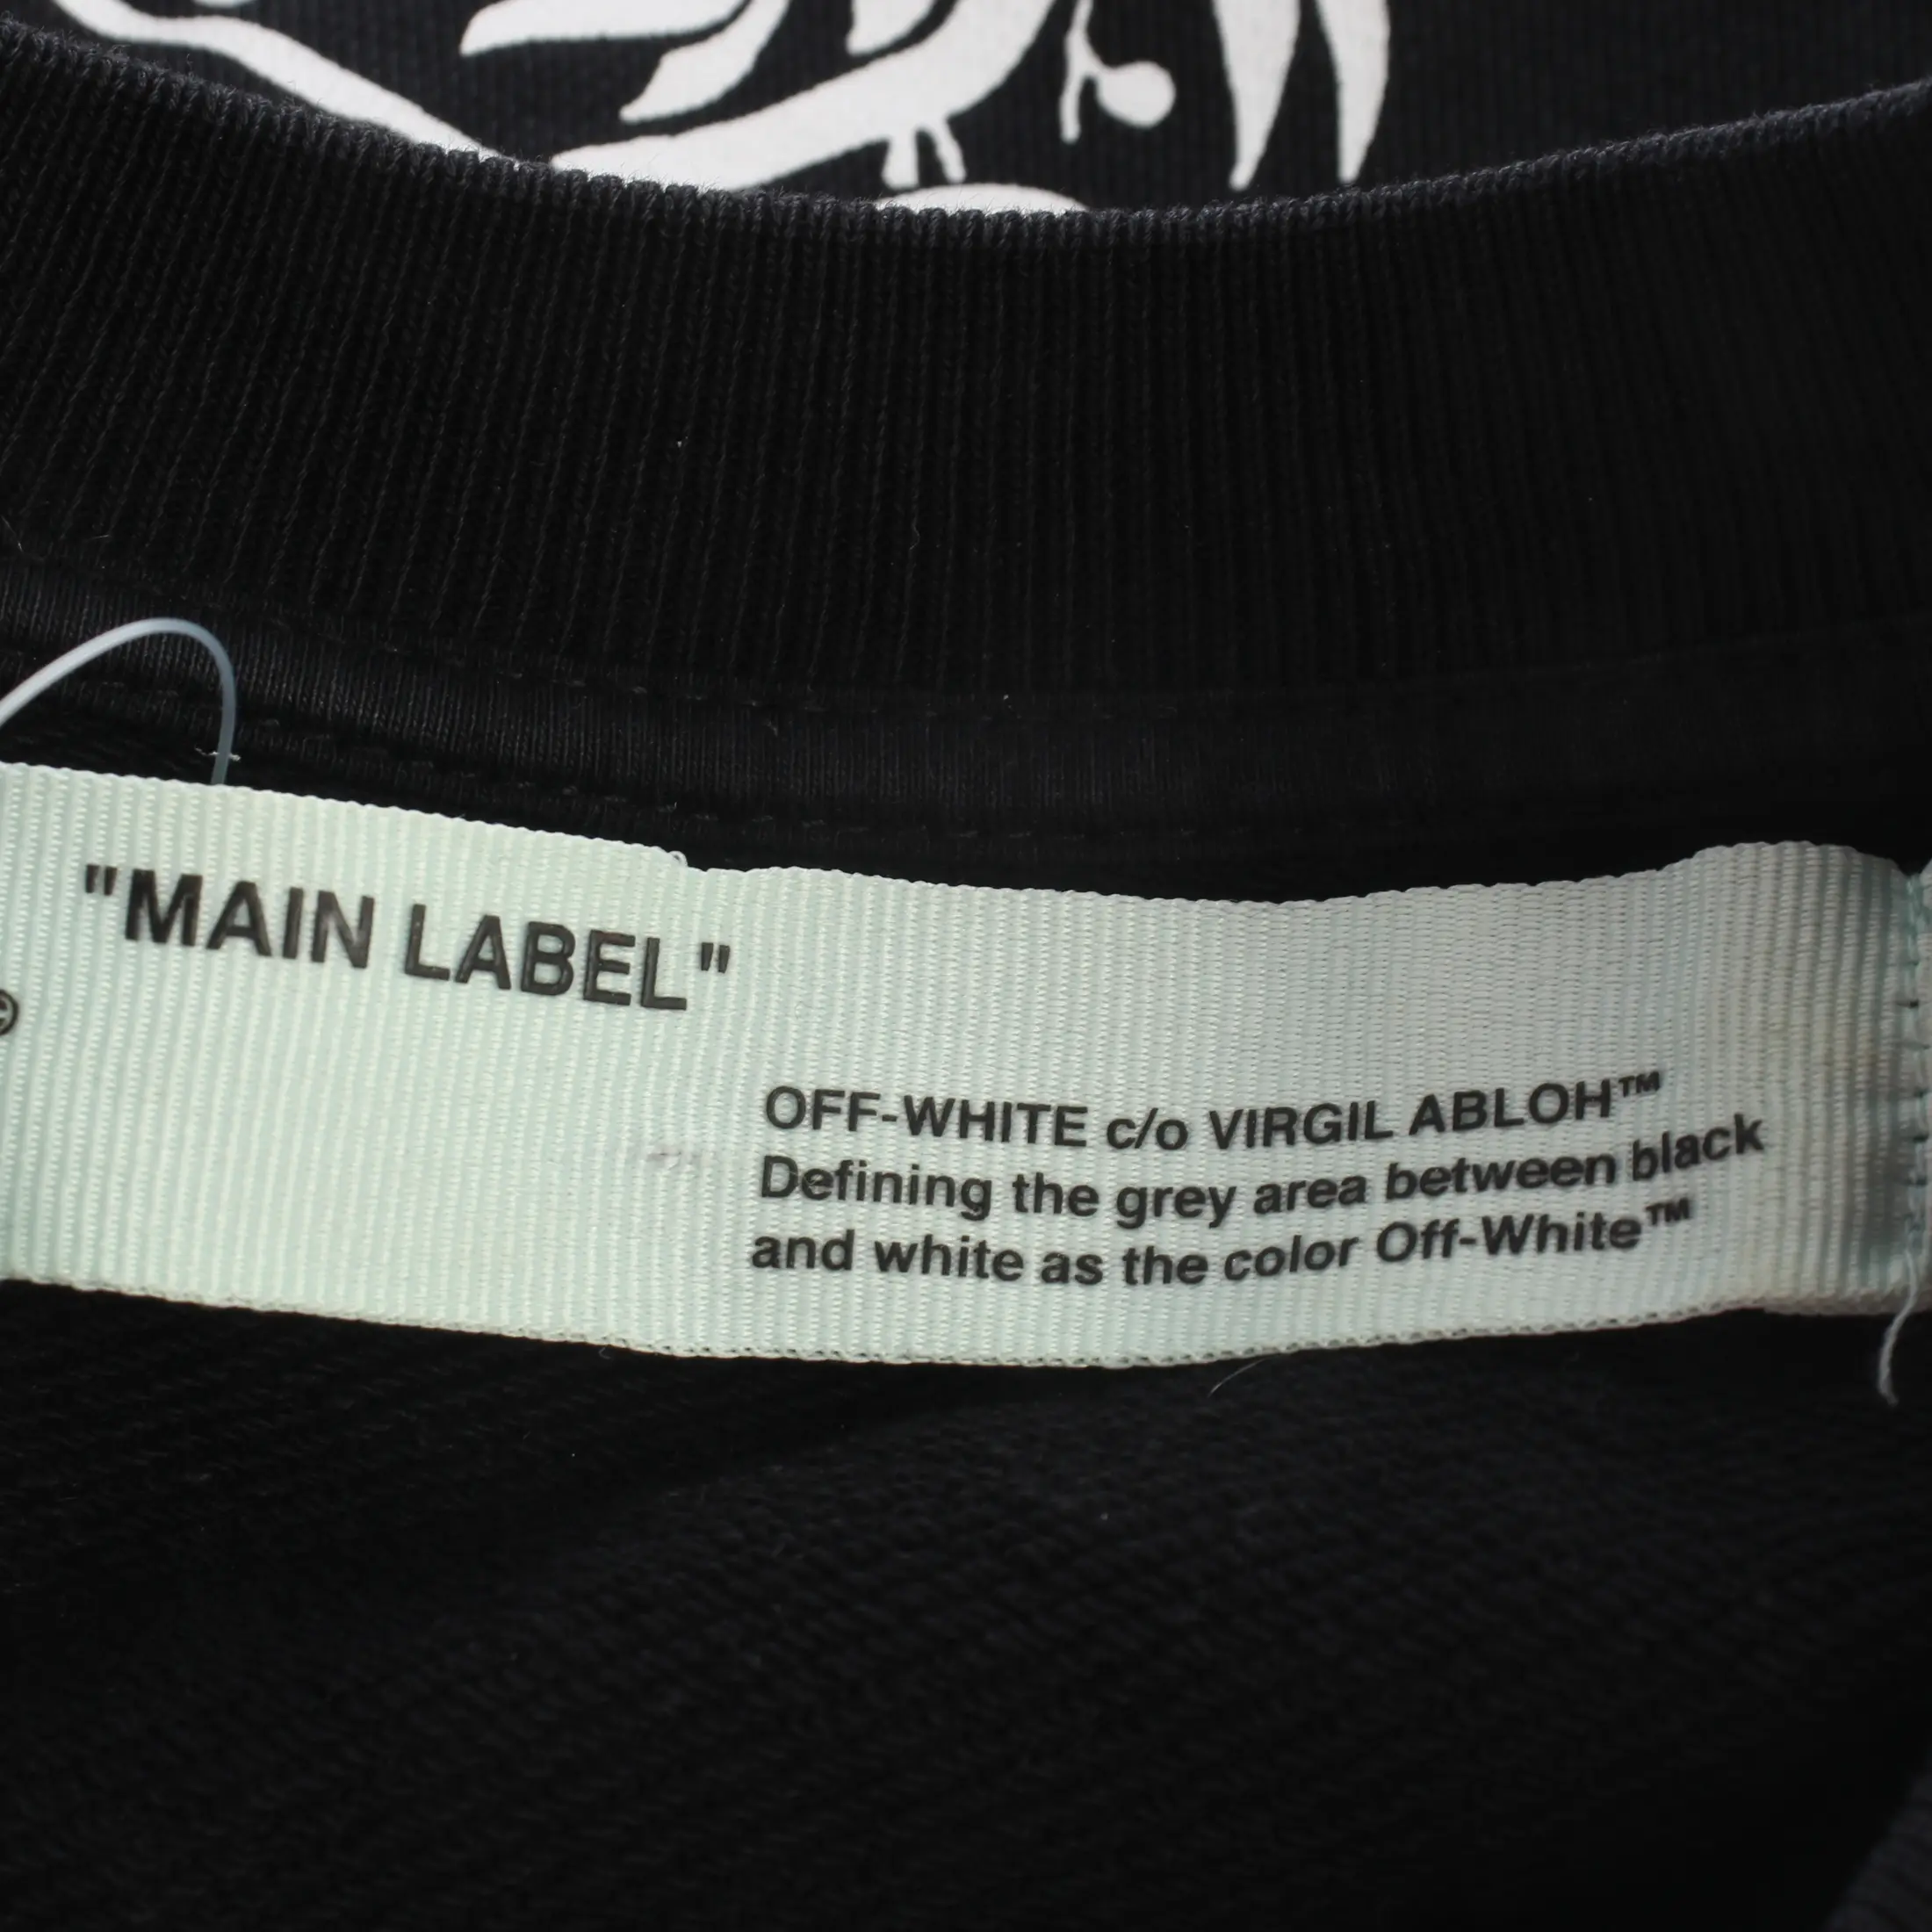 "MAIN LABEL"
©
OFF-WHITE c/o VIRGIL ABLOH™
Defining the grey area between black
and white as the color Off-White™